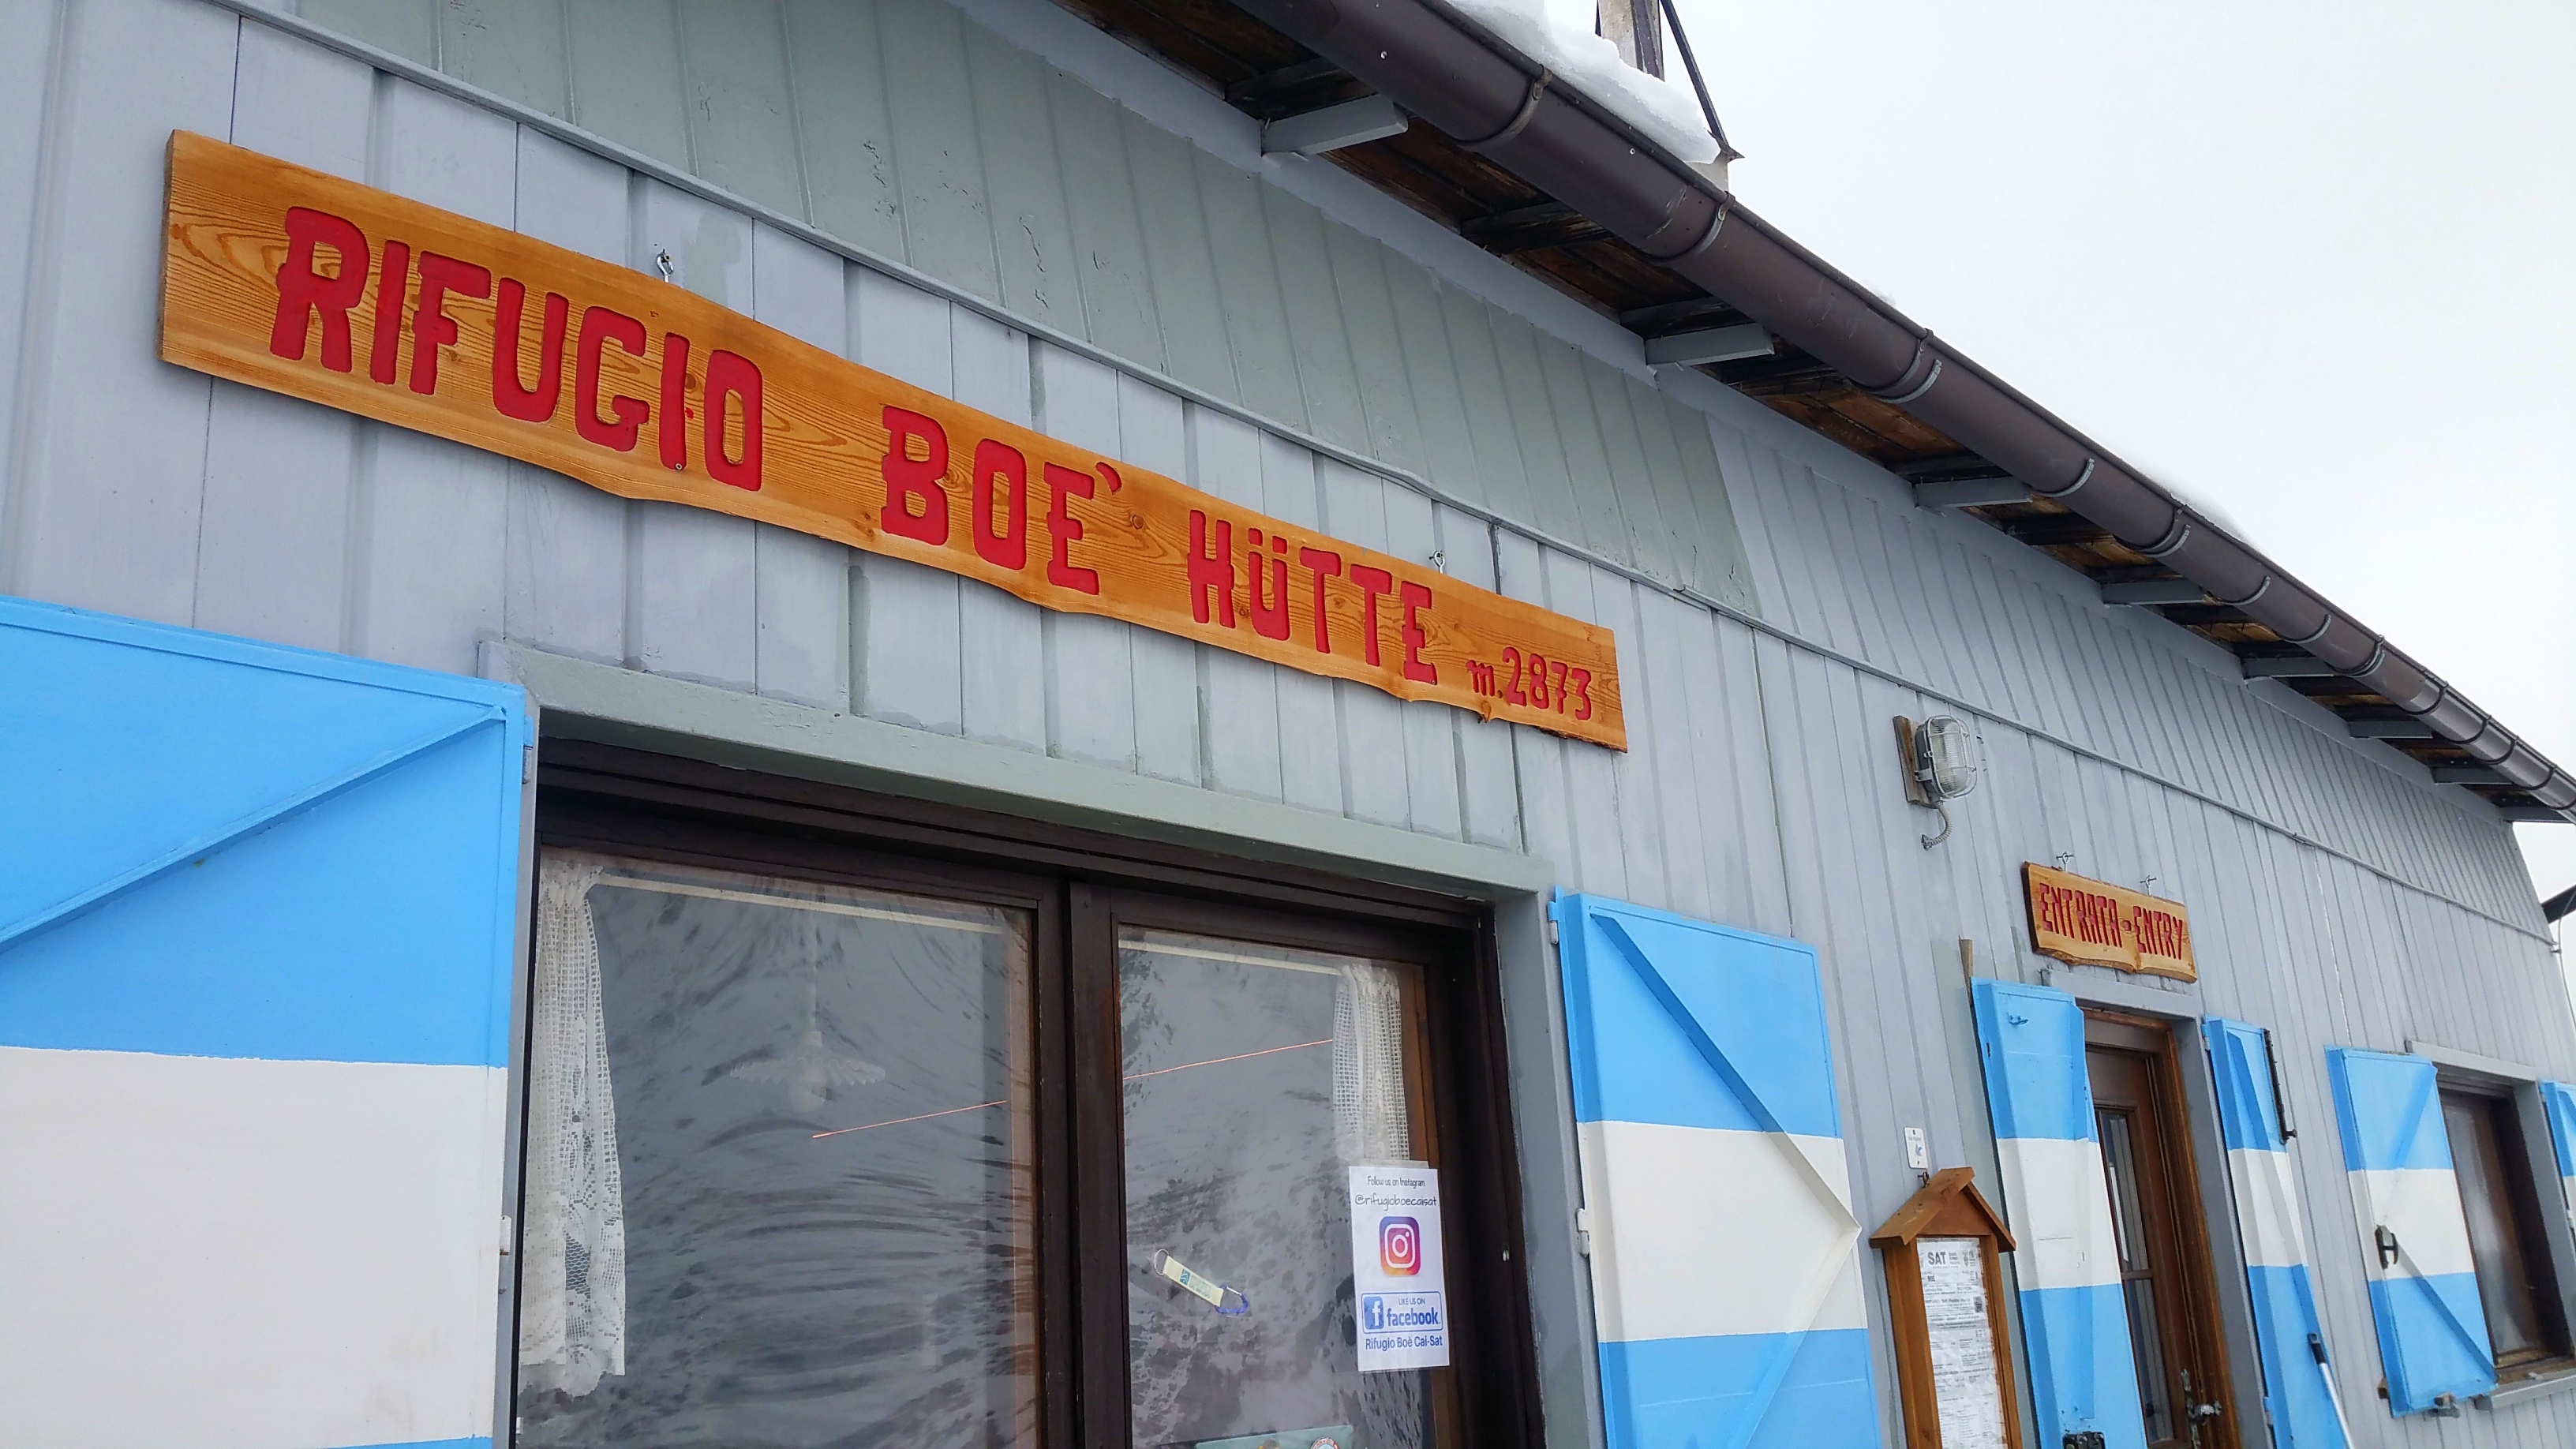 RIFUGIO BOE` HÜTTE m.2873
ENTRATA-ENTRY
Follow us on Instagram
@rifugioboecaisat
LIKE US ON
facebook.
Rifugio Boè Cai-Sat
SAT